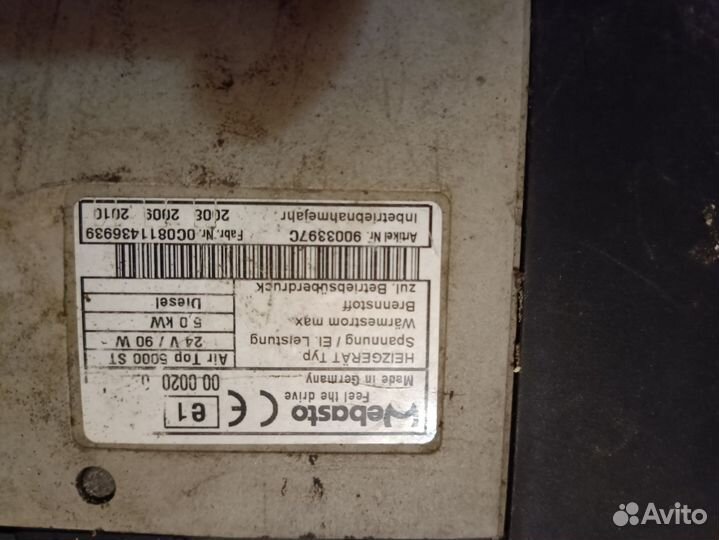 Webasto CE e1
Feel the drive
Made in Germany 00 0020
HEIZGERÄT Typ Air Top 5000 ST
Spannung / El. Leistung 24 V / 90 W
Wärmestrom max 5,0 kW
Brennstoff Diesel
zul. Betriebsüberdruck
Artikel Nr. 9003397C Fabr. Nr. 0C0811436939
Inbetriebnahmejahr 2008 2009 2010
Avito